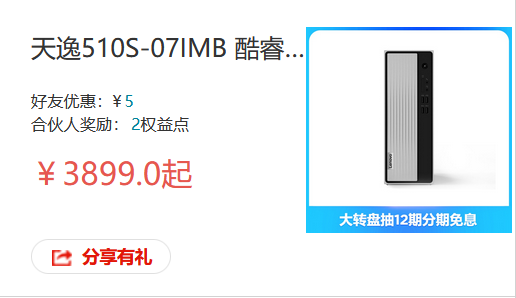 天逸510S-07IMB 酷睿...
好友优惠：¥5
合伙人奖励：2权益点
¥3899.0起
大转盘抽12期分期免息
分享有礼